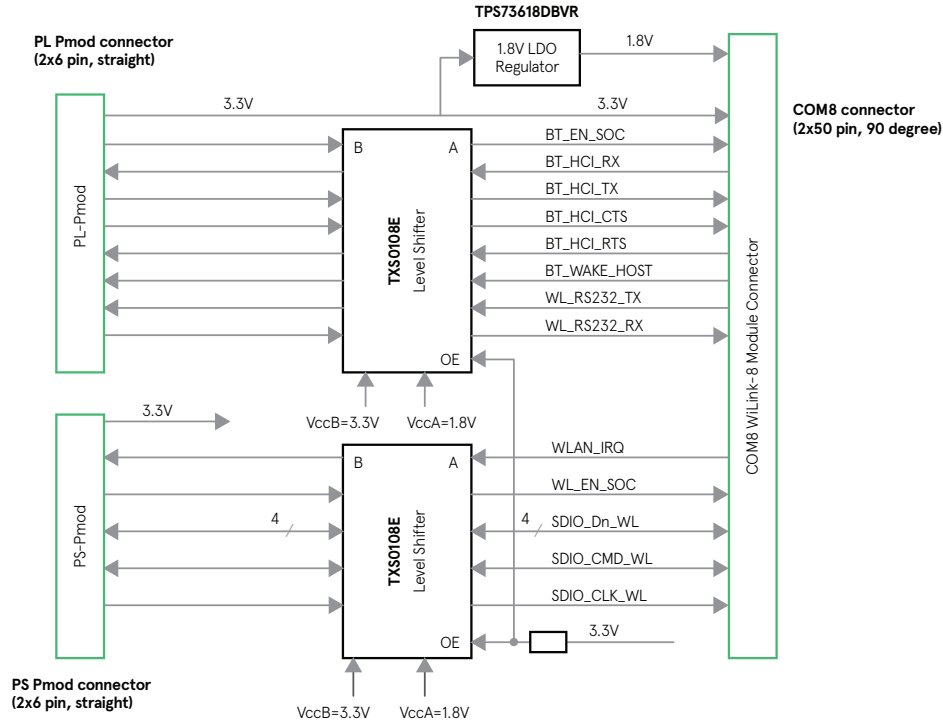 TPS73618DBVR
PL Pmod connector
(2x6 pin, straight)
1.8V LDO
Regulator
1.8V
3.3V
3.3V
COM8 connector
(2x50 pin, 90 degree)
PL-Pmod
B
A
TXS0108E
Level Shifter
OE
BT_EN_SOC
BT_HCI_RX
BT_HCI_TX
BT_HCI_CTS
BT_HCI_RTS
BT_WAKE_HOST
WL_RS232_TX
WL_RS232_RX
COM8 WiLink-8 Module Connector
VccB=3.3V
VccA=1.8V
3.3V
PS-Pmod
4
B
A
TXS0108E
Level Shifter
OE
WLAN_IRQ
WL_EN_SOC
4
SDIO_Dn_WL
SDIO_CMD_WL
SDIO_CLK_WL
3.3V
PS Pmod connector
(2x6 pin, straight)
VccB=3.3V
VccA=1.8V